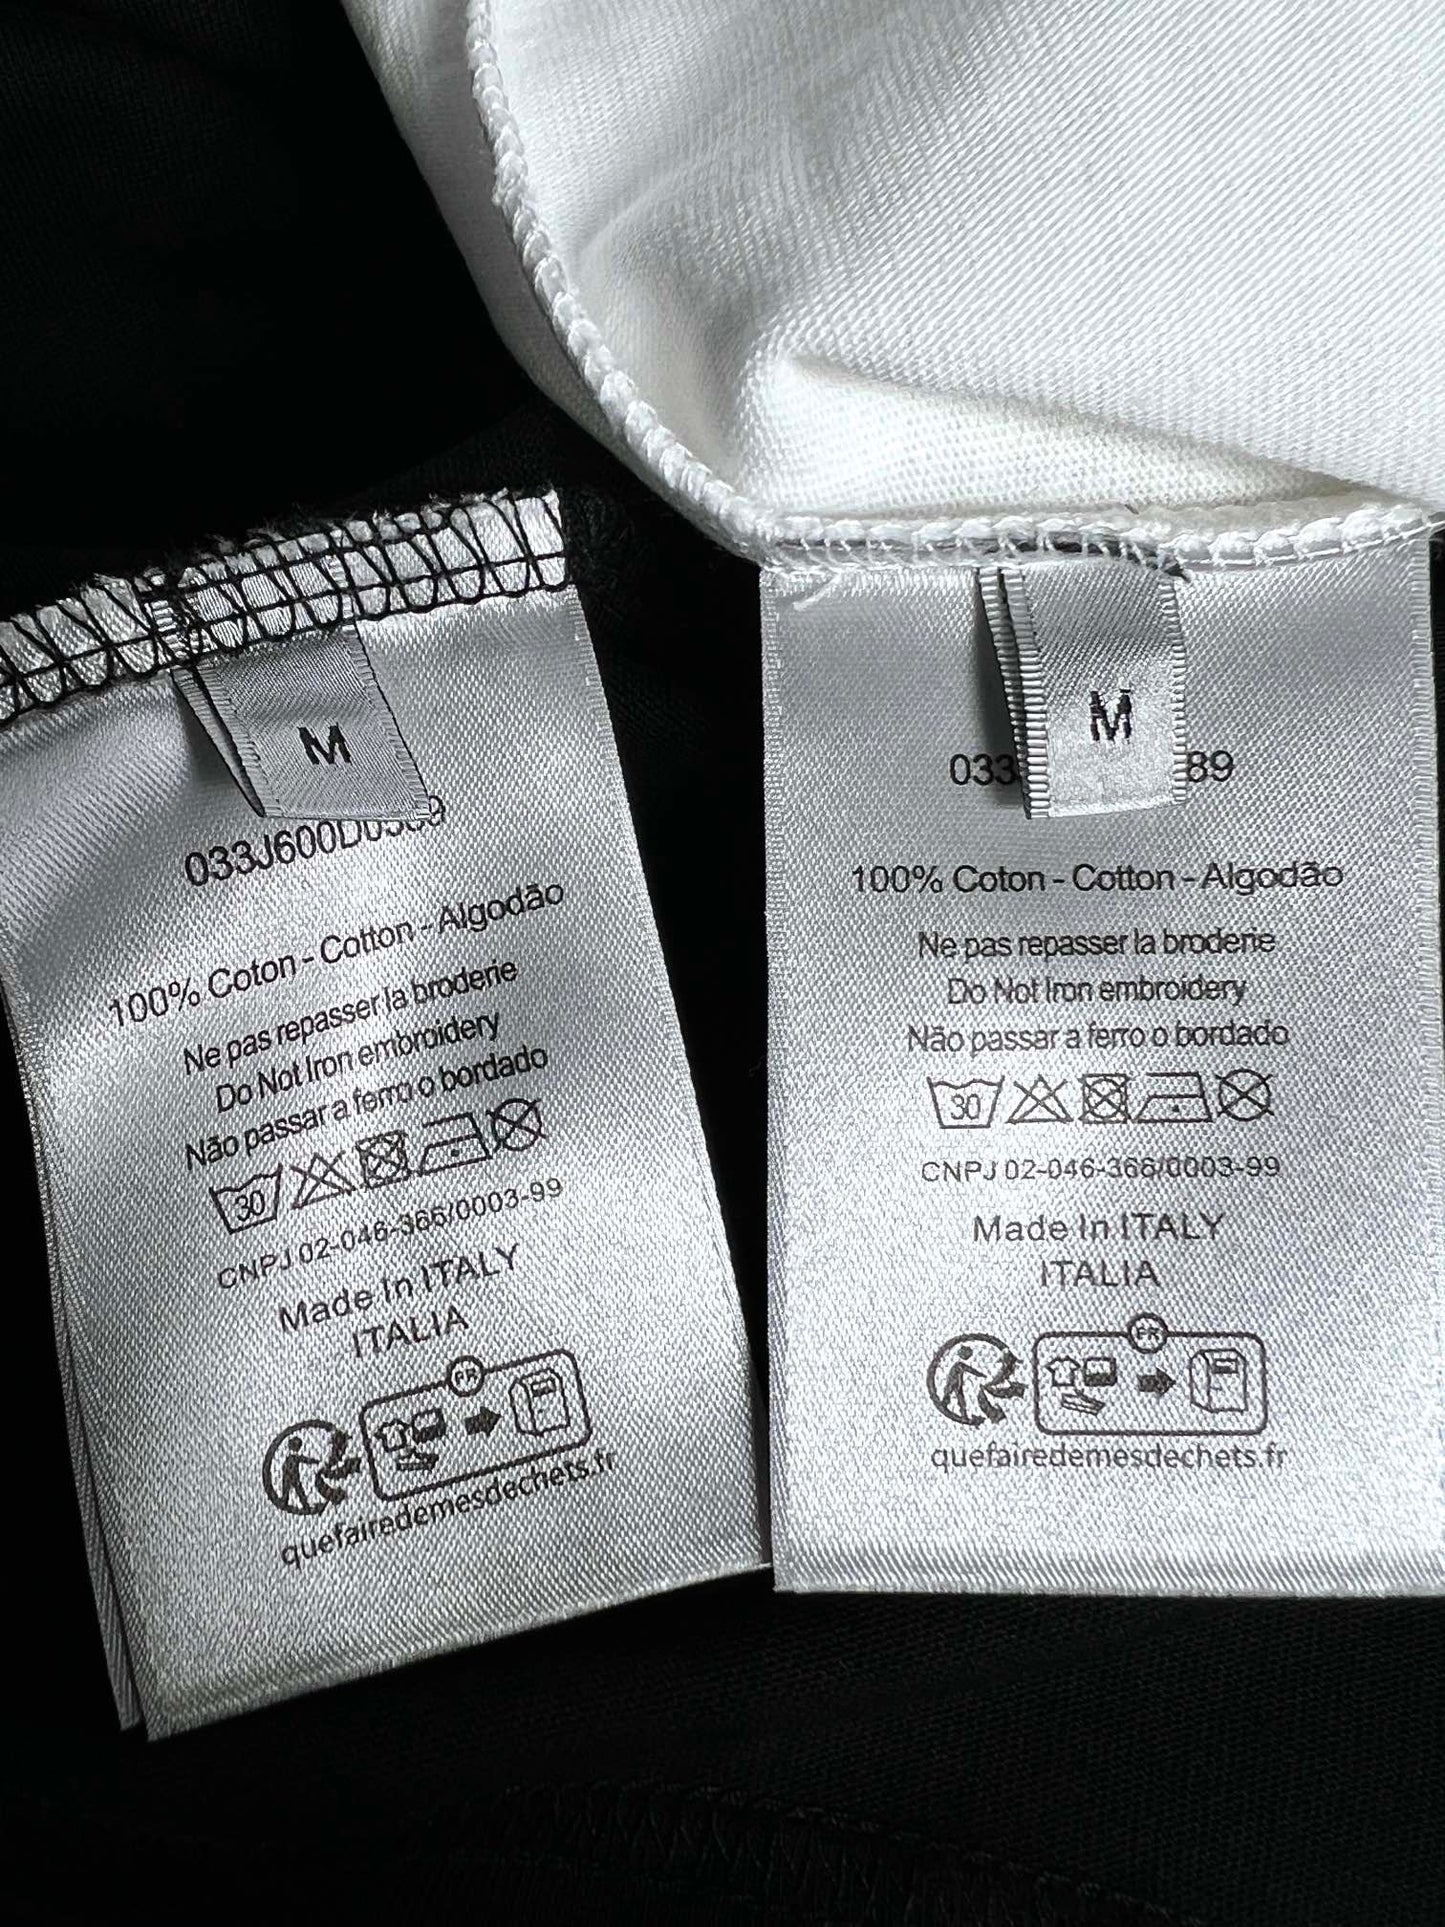 M
033J600D0589
100% Coton - Cotton - Algodão
Ne pas repasser la broderie
Do Not Iron embroidery
Não passar a ferro o bordado
30
CNPJ 02-046-366/0003-99
Made In ITALY
ITALIA
FR
quefairedemesdechets.fr
M
033 89
100% Coton - Cotton - Algodão
Ne pas repasser la broderie
Do Not Iron embroidery
Não passar a ferro o bordado
30
CNPJ 02-046-366/0003-99
Made In ITALY
ITALIA
FR
quefairedemesdechets.fr